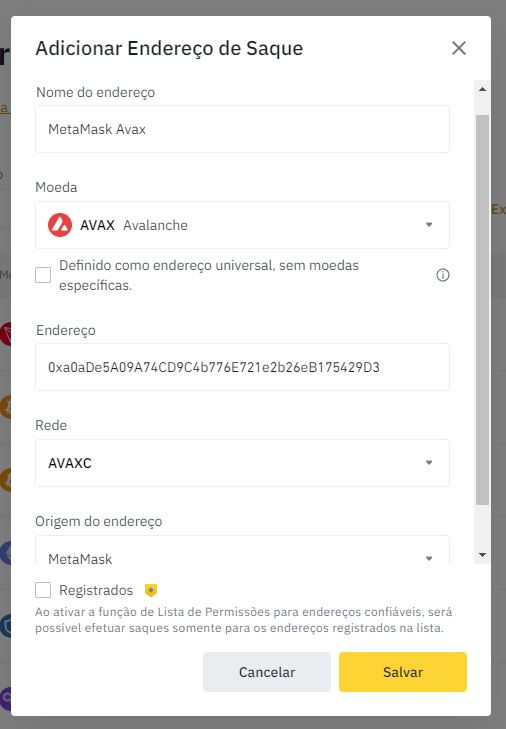 Adicionar Endereço de Saque
Nome do endereço
MetaMask Avax
Moeda
AVAX Avalanche
Definido como endereço universal, sem moedas
específicas.
Endereço
0xa0aDe5A09A74CD9C4b776E721e2b26eB175429D3
Rede
AVAXC
Origem do endereço
MetaMask
Registrados
Ao ativar a função de Lista de Permissões para endereços confiáveis, será
possível efetuar saques somente para os endereços registrados na lista.
Cancelar Salvar